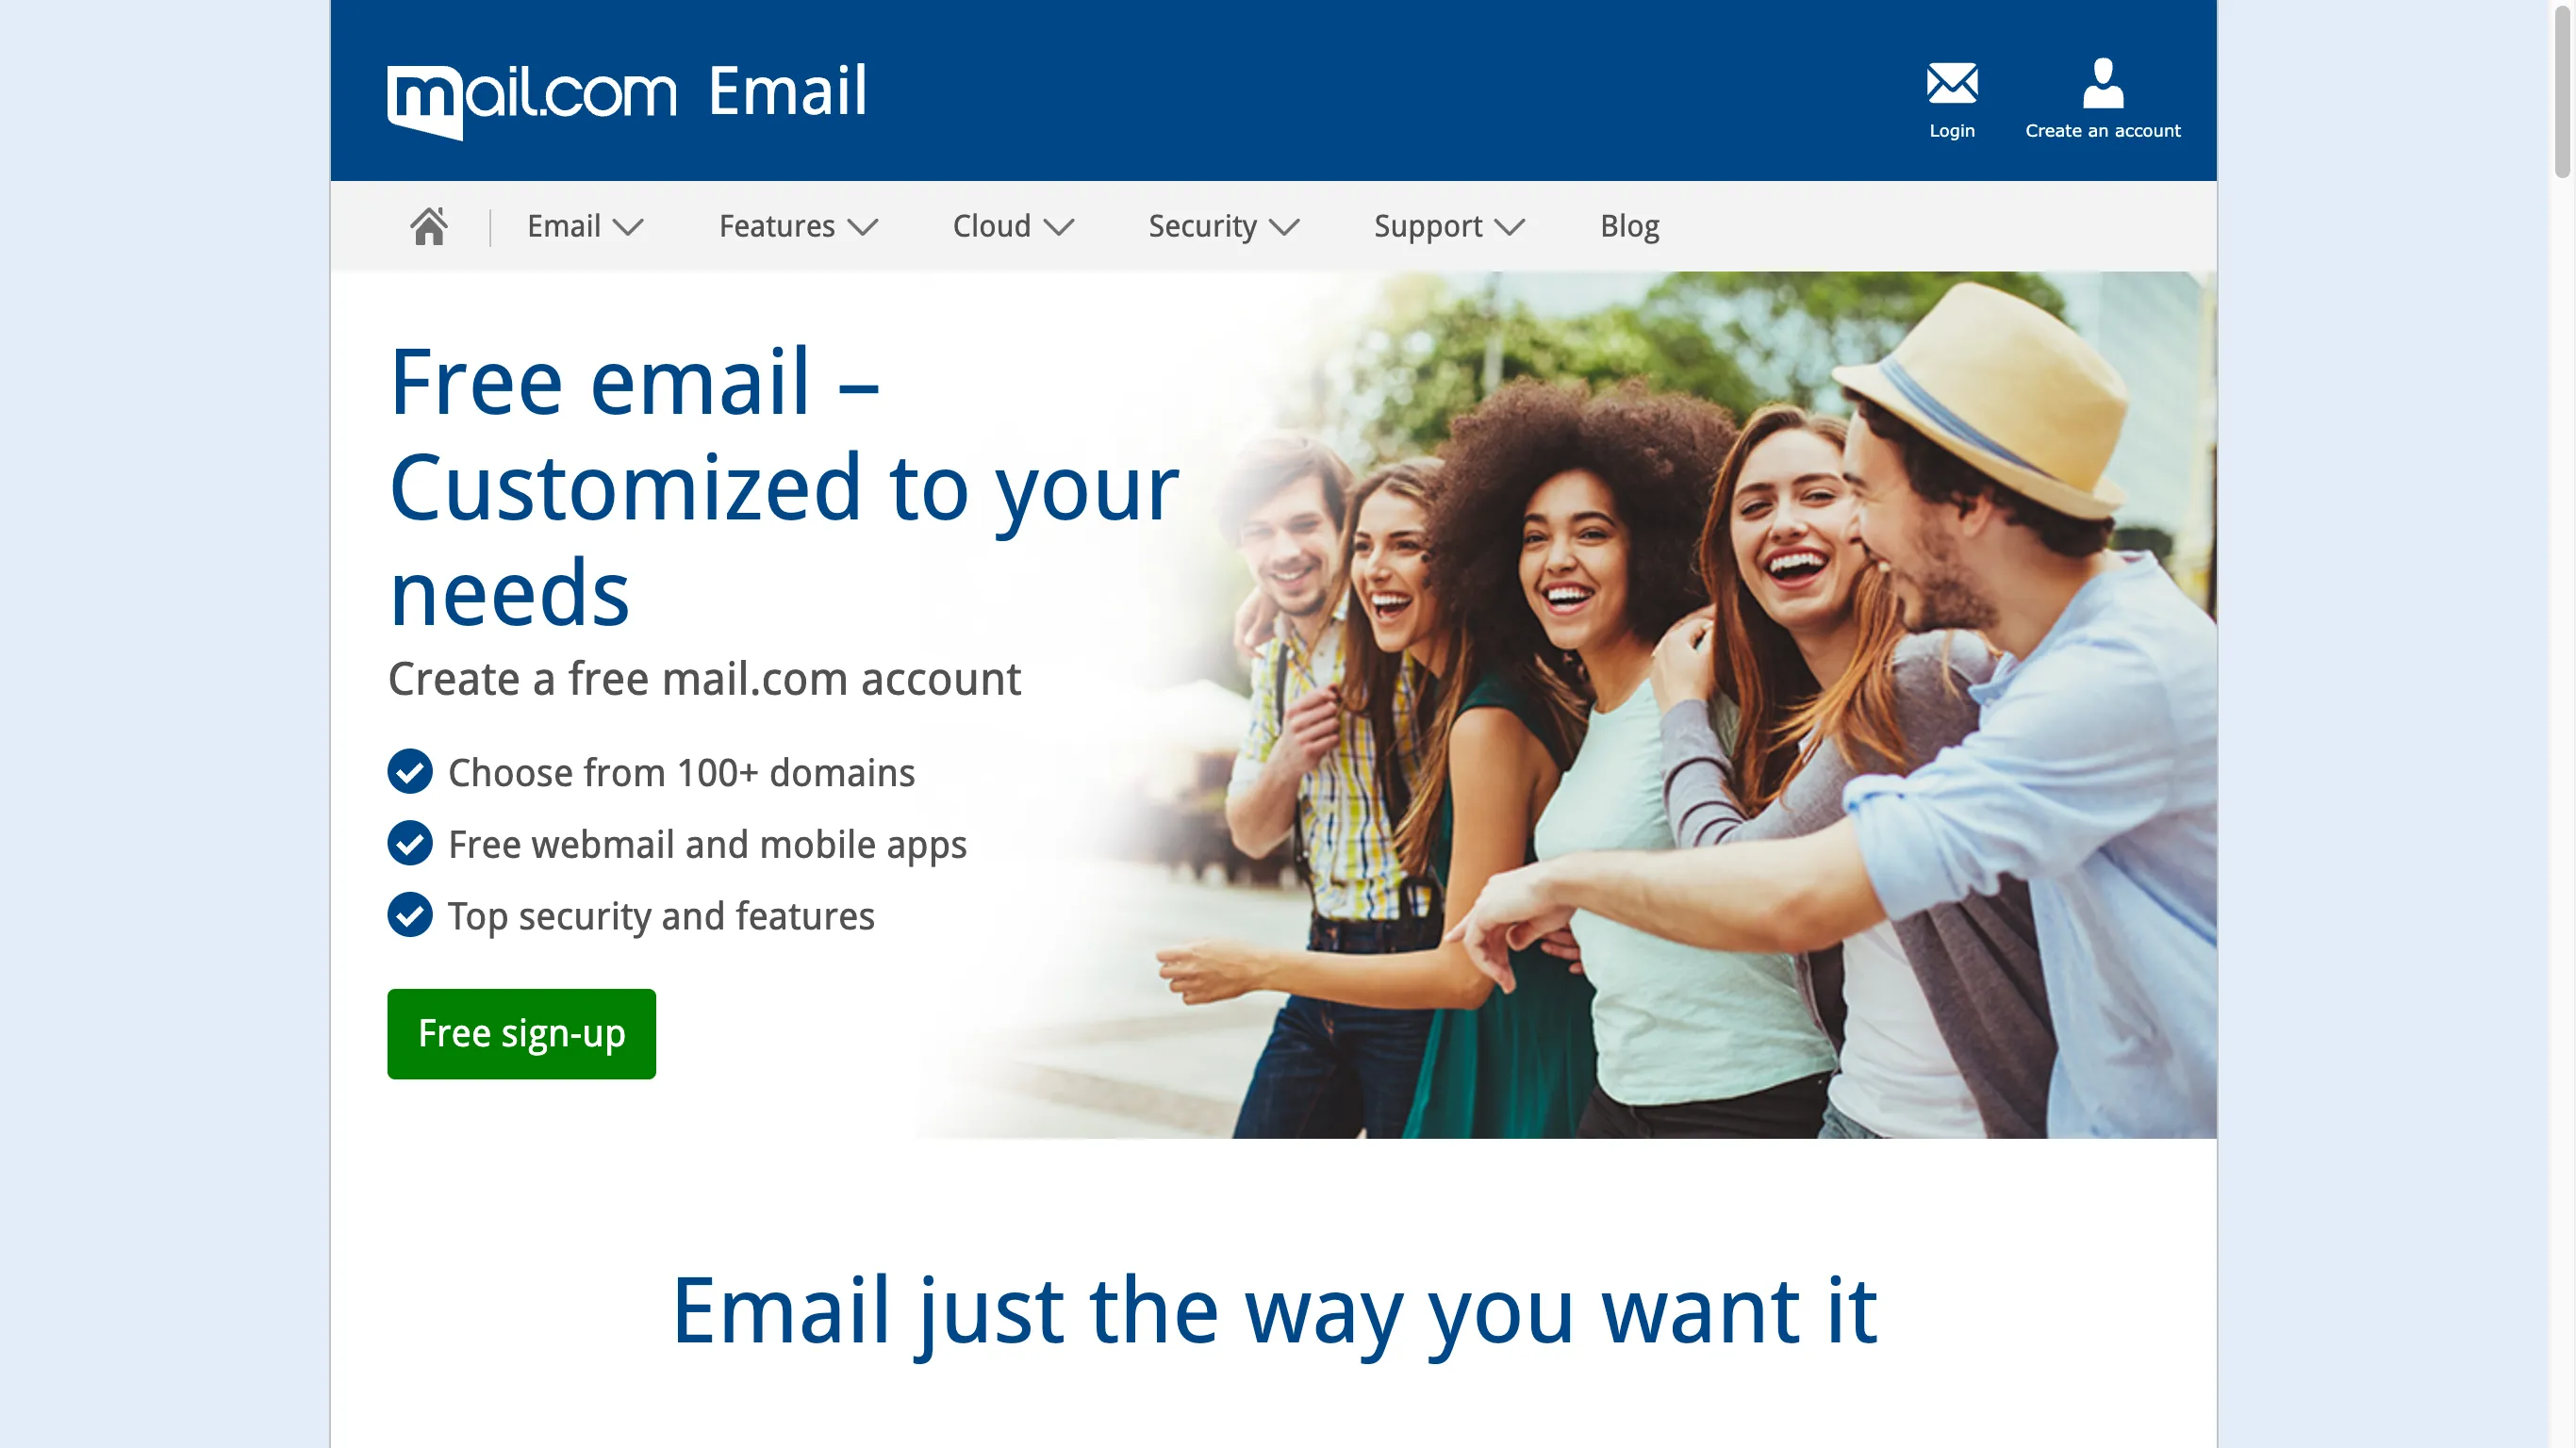 mail.com Email
Login
Create an account
Email
Features
Cloud
Security
Support
Blog
Free email –
Customized to your
needs
Create a free mail.com account
Choose from 100+ domains
Free webmail and mobile apps
Top security and features
Free sign-up
Email just the way you want it